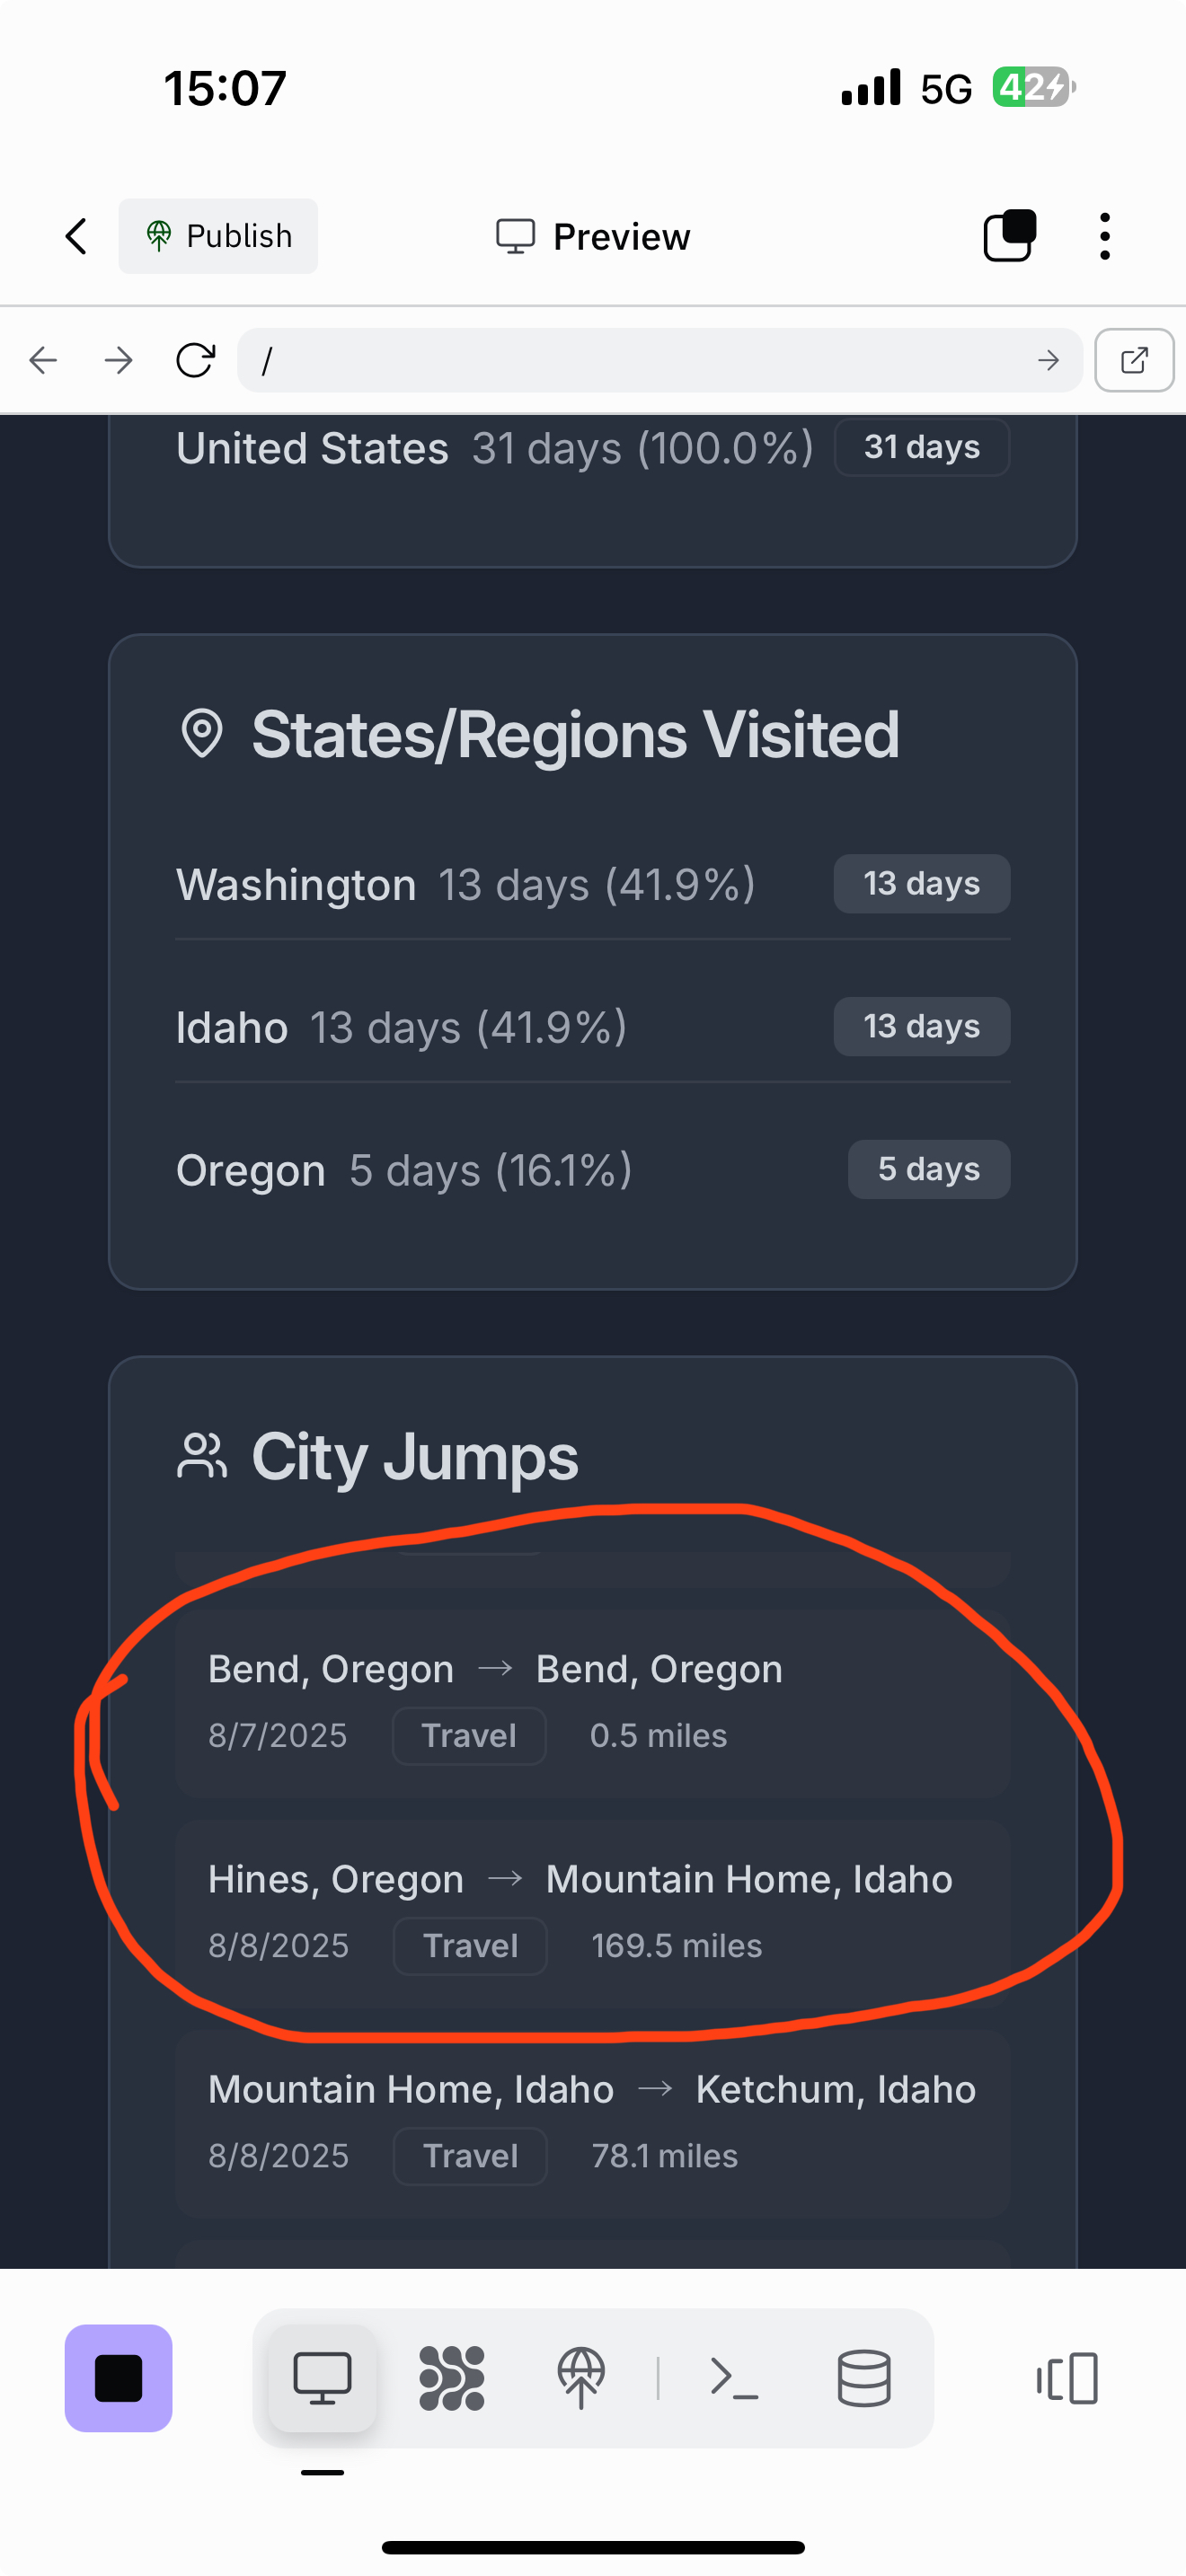 15:07
5G
42
Publish
Preview
/
United States 31 days (100.0%) 31 days
States/Regions Visited
Washington 13 days (41.9%) 13 days
Idaho 13 days (41.9%) 13 days
Oregon 5 days (16.1%) 5 days
City Jumps
Bend, Oregon → Bend, Oregon
8/7/2025 Travel 0.5 miles
Hines, Oregon → Mountain Home, Idaho
8/8/2025 Travel 169.5 miles
Mountain Home, Idaho → Ketchum, Idaho
8/8/2025 Travel 78.1 miles